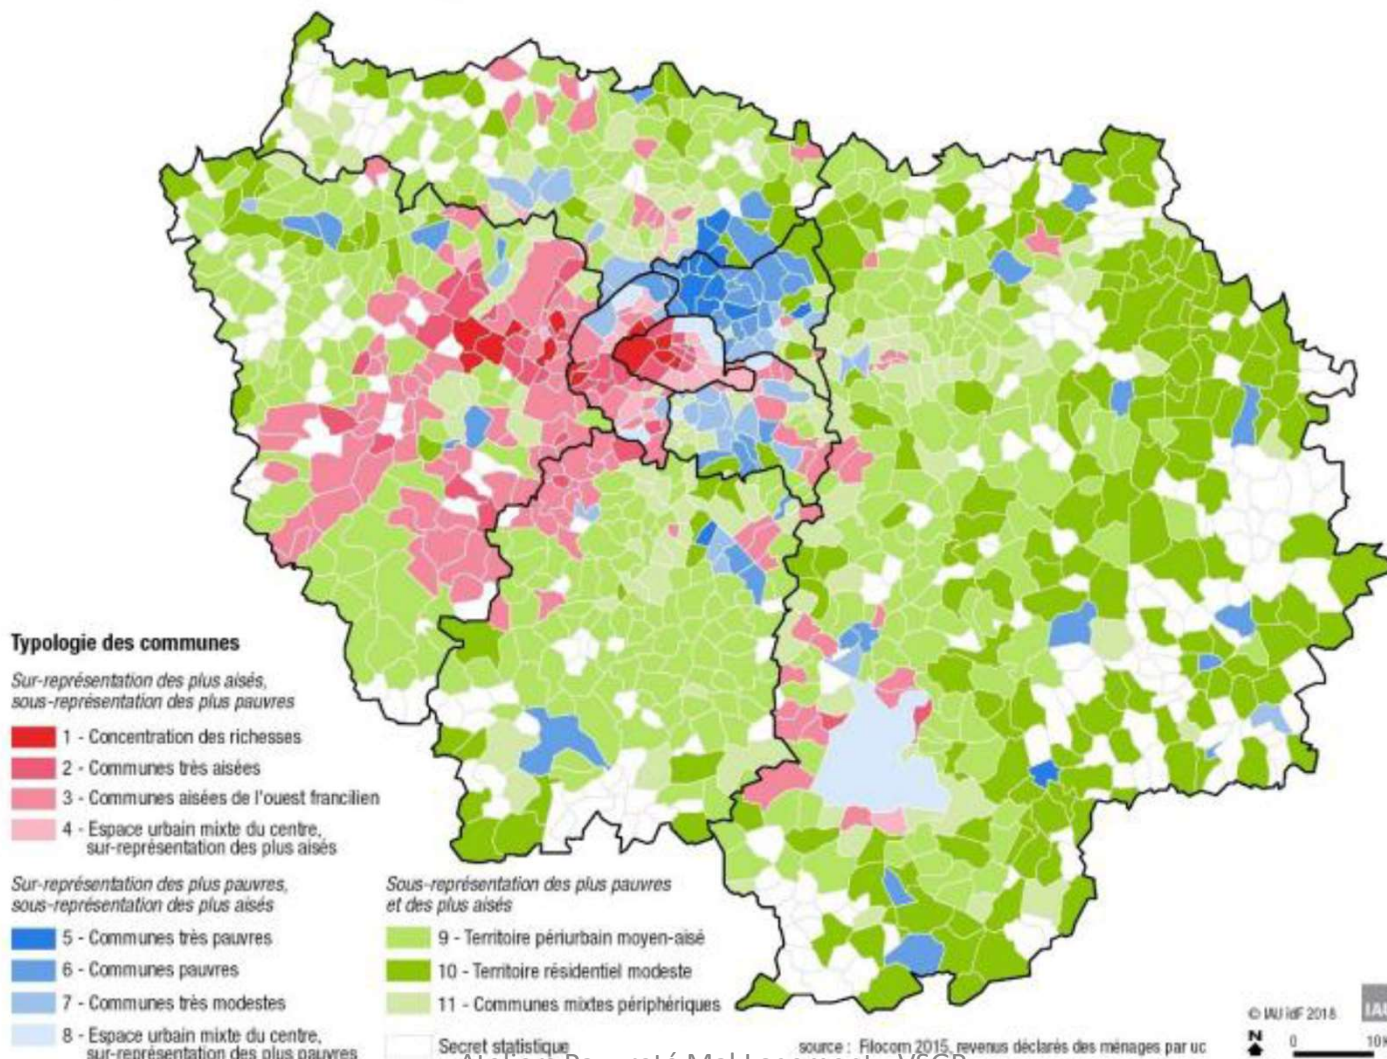 Typologie des communes
Sur-représentation des plus aisés,
sous-représentation des plus pauvres
1 - Concentration des richesses
2 - Communes très aisées
3 - Communes aisées de l'ouest francilien
4 - Espace urbain mixte du centre,
sur-représentation des plus aisés
Sur-représentation des plus pauvres,
sous-représentation des plus aisés
5 - Communes très pauvres
6 - Communes pauvres
7 - Communes très modestes
8 - Espace urbain mixte du centre,
sur-représentation des plus pauvres
Sous-représentation des plus pauvres
et des plus aisés
9 - Territoire périurbain moyen-aisé
10 - Territoire résidentiel modeste
11 - Communes mixtes périphériques
Secret statistique
source : Filocom 2015, revenus déclarés des ménages par uc
© IAU îdF 2018
IAU
N
0 10 k